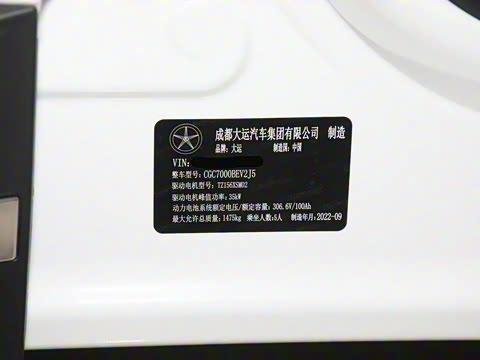 成都大运汽车集团有限公司 制造
品牌：大运 制造国：中国
VIN:
整车型号：CGC7000BEV2J5
驱动电机型号：TZ156XSM02
驱动电机峰值功率：35kW
动力电池系统额定电压/额定容量：306.6V/100Ah
最大允许总质量：1475kg 乘坐人数：5人 制造年月：2022-09